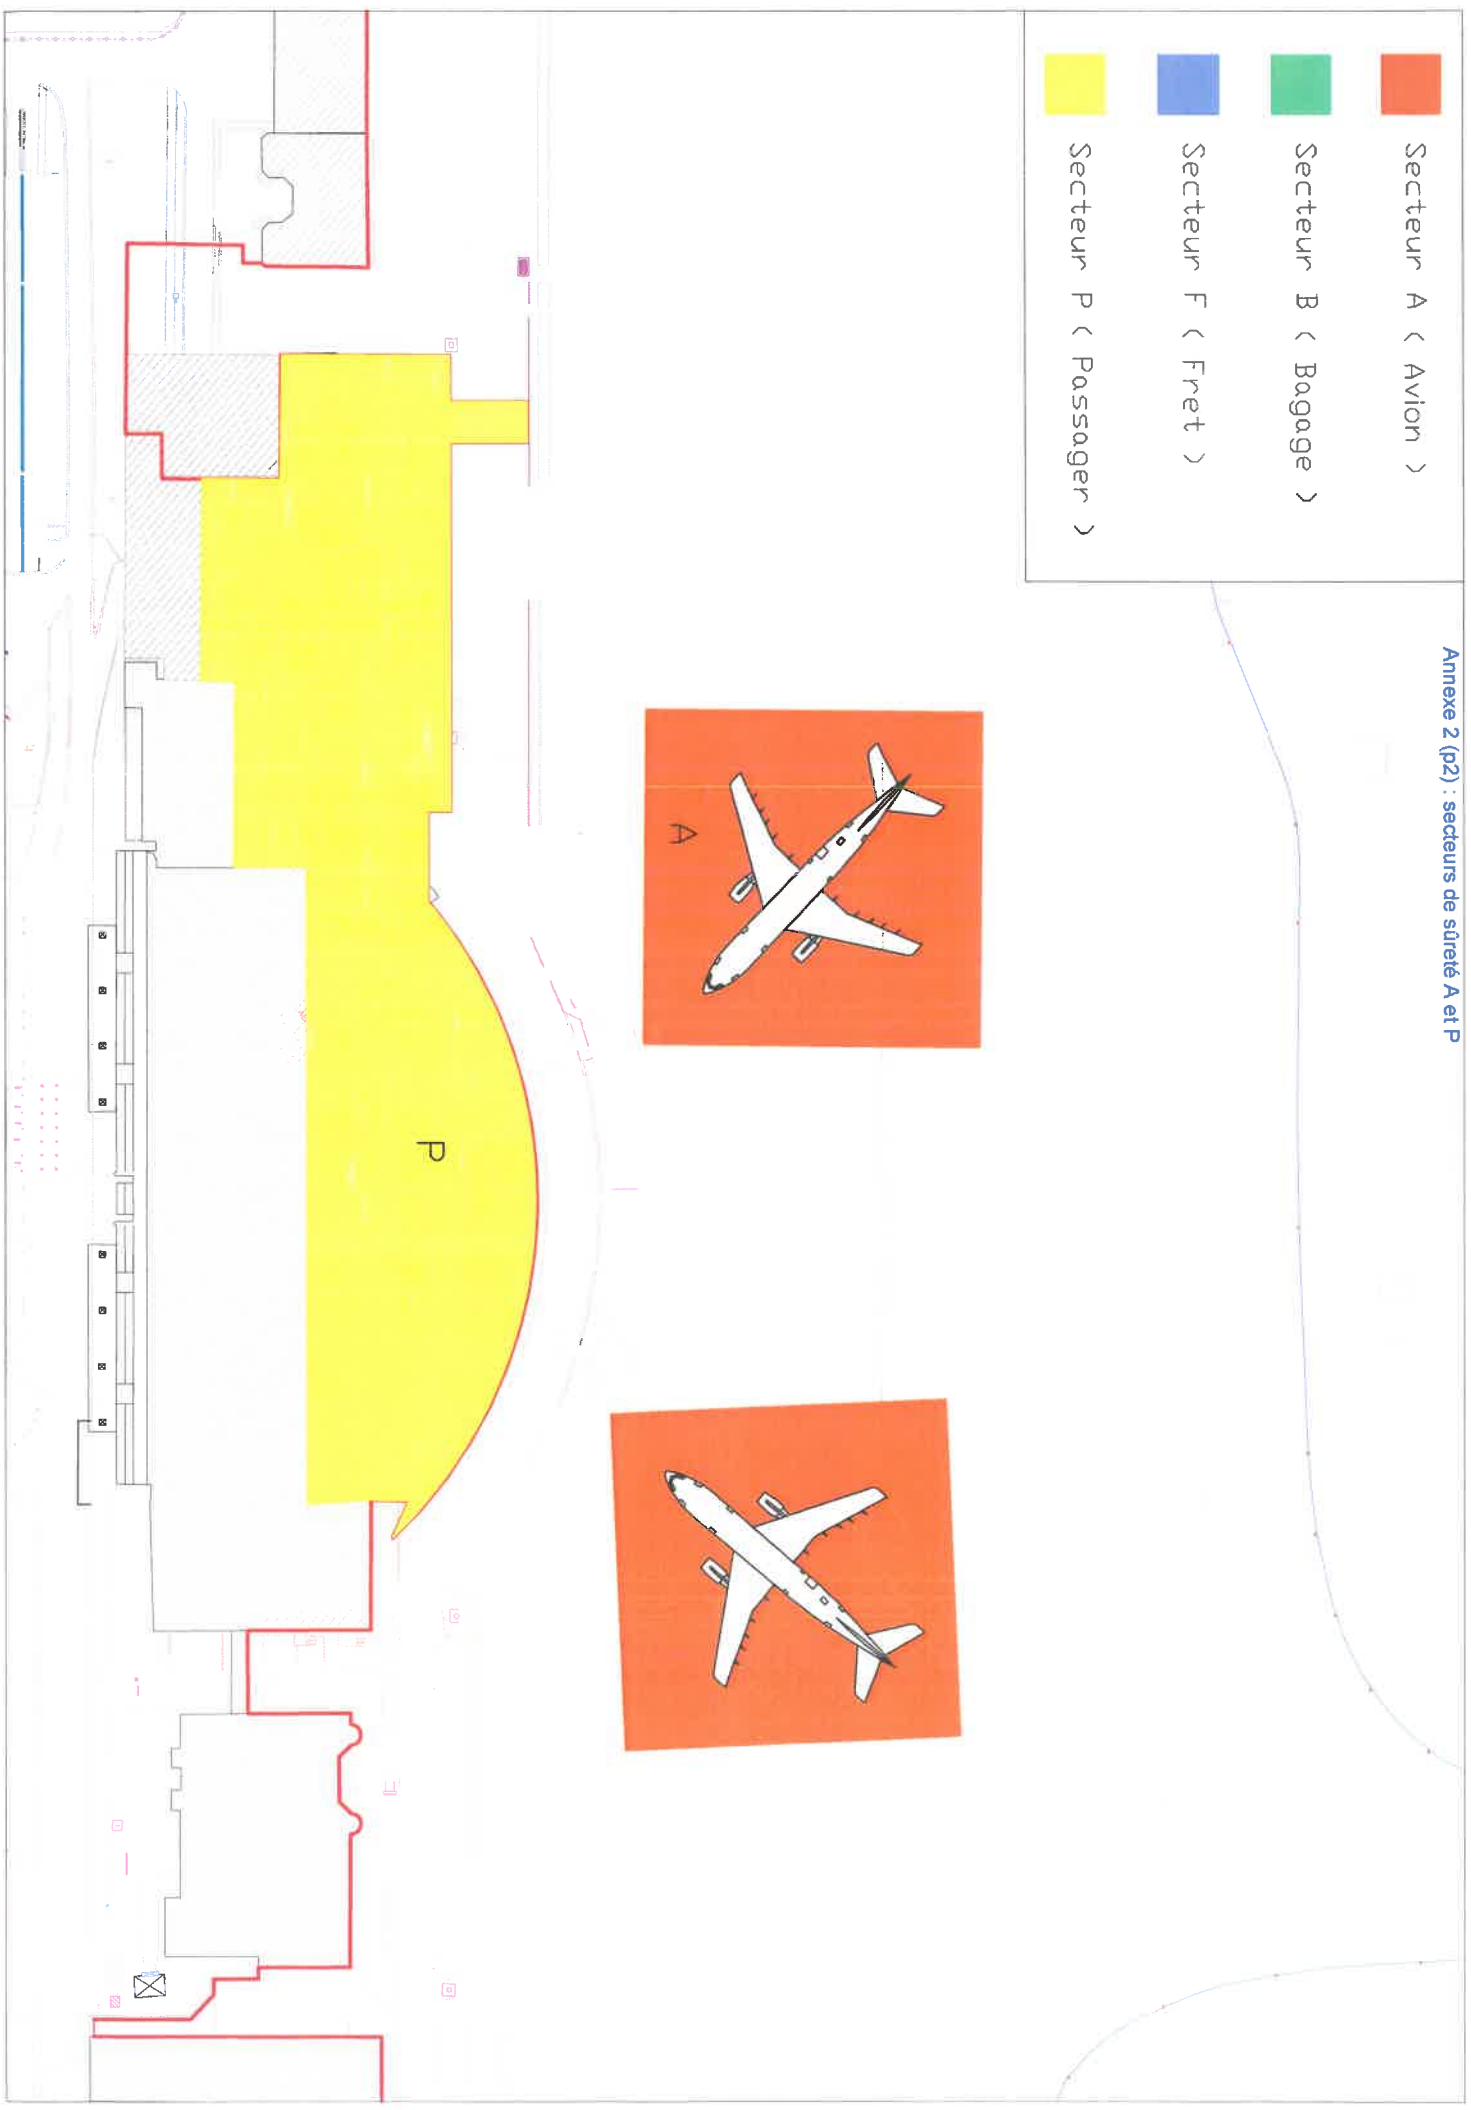 Annexe 2 (p2) : secteurs de sûreté A et P
Secteur A ( Avion )
Secteur B ( Bagage )
Secteur F ( Fret )
Secteur P ( Passager )
A
P